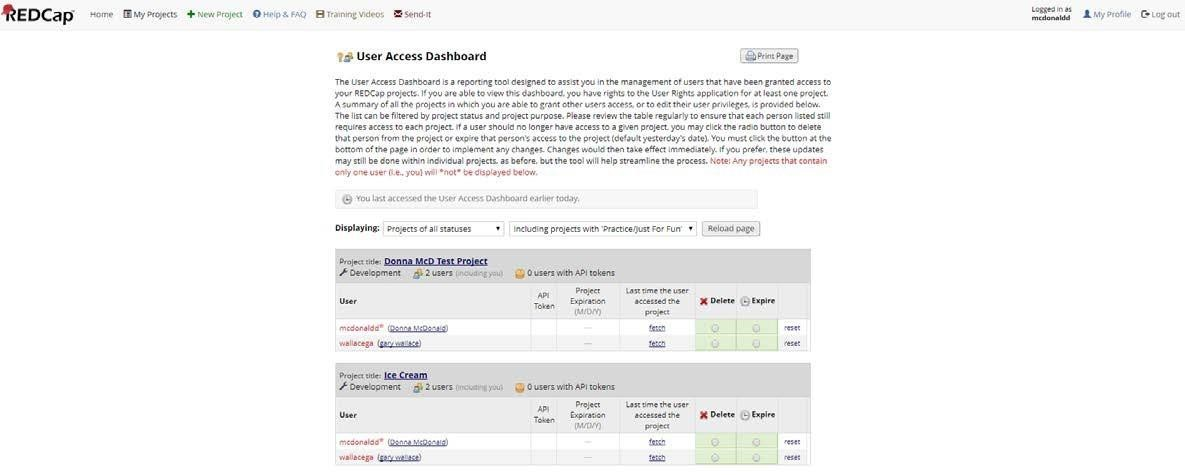 REDCap Home My Projects New Project Help & FAQ Training Videos Send-It Logged in as mcdonaldd My Profile Log out
User Access Dashboard Print Page
The User Access Dashboard is a reporting tool designed to assist you in the management of users that have been granted access to
your REDCap projects. If you are able to view this dashboard, you have rights to the User Rights application for at least one project.
A summary of all the projects in which you are able to grant other users access, or to edit their user privileges, is provided below.
The list can be filtered by project status and project purpose. Please review the table regularly to ensure that each person listed still
requires access to each project. If a user should no longer have access to a given project, you may click the radio button to delete
that person from the project or expire that person's access to the project (default yesterday's date). You must click the button at the
bottom of the page in order to implement any changes. Changes would then take effect immediately. If you prefer, these updates
may still be done within individual projects, as before, but the tool will help streamline the process. Note: Any projects that contain
only one user (i.e., you) will *not* be displayed below.
You last accessed the User Access Dashboard earlier today.
Displaying: Projects of all statuses Including projects with 'Practice/Just For Fun' Reload page
Project title: Donna McD Test Project
Development 2 users (including you) 0 users with API tokens
User API Token Project Expiration (M/D/Y) Last time the user accessed the project Delete Expire
mcdonaldd* (Donna McDonald) — fetch reset
wallacega (gary wallace) — fetch reset
Project title: Ice Cream
Development 2 users (including you) 0 users with API tokens
User API Token Project Expiration (M/D/Y) Last time the user accessed the project Delete Expire
mcdonaldd* (Donna McDonald) — fetch reset
wallacega (gary wallace) — fetch reset